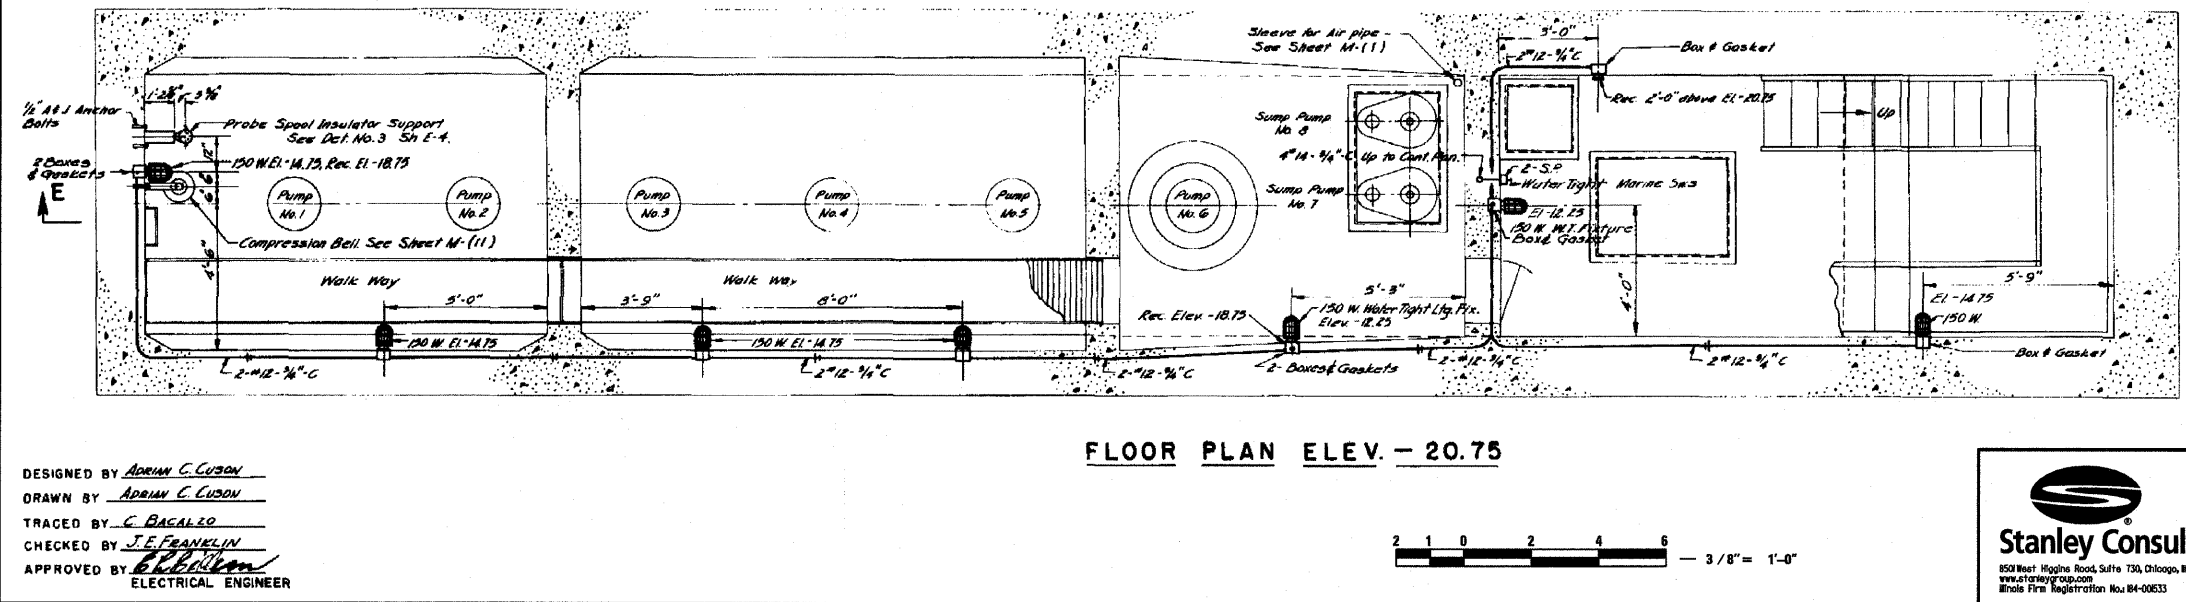 Sleeve for Air pipe -
See Sheet M-(11)
3'-0"
2#12-3/4"C
Box & Gasket
Rec. 2'-0" above El.-20.75
Up
1/2" A & J Anchor
Bolts
Probe Spool Insulator Support
See Det. No. 3 Sh E-4.
12"
2 Boxes
& Gaskets
150 W. El.-14.75, Rec. El.-18.75
E
6'-6"
Pump
No. 1
Pump
No. 2
Pump
No. 3
Pump
No. 4
Pump
No. 5
Pump
No. 6
Sump Pump
No. 8
4#14-3/4"-C Up to Cont. Pan.
Sump Pump
No. 7
2-S.P.
Water Tight Marine Sws
El-12.25
150 W. W.T. Fixture
Box & Gasket
Compression Bell. See Sheet M-(11)
4'-6"
Walk Way
Walk Way
5'-0"
3'-9"
8'-0"
5'-3"
4'-0"
5'-9"
Rec. Elev. -18.75
150 W. Water Tight Ltg. Fix.
Elev. -12.25
El.-14.75
150 W.
150 W. El.-14.75
150 W. El.-14.75
Box & Gasket
2-#12-3/4"-C
2#12-3/4"C
2-#12-3/4"C
2-Boxes & Gaskets
2-#12-3/4"C
2#12-3/4"C
FLOOR PLAN ELEV. - 20.75
DESIGNED BY ADRIAN C. CUSON
DRAWN BY ADRIAN C. CUSON
TRACED BY C. BACALZO
CHECKED BY J. E. FRANKLIN
APPROVED BY
ELECTRICAL ENGINEER
2 1 0 2 4 6
— 3/8" = 1'-0"
Stanley Consul
8501 West Higgins Road, Suite 730, Chicago, Il
www.stanleygroup.com
Illinois Firm Registration No.: 184-001533